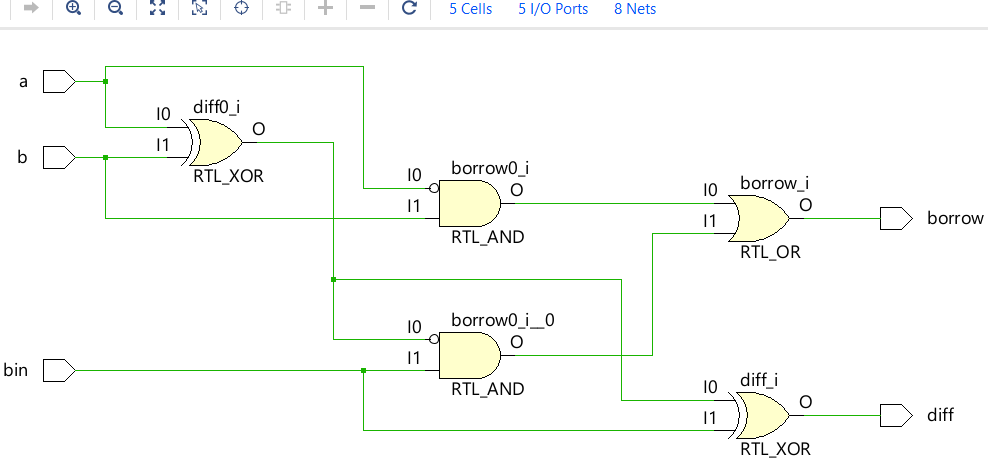 5 Cells 5 I/O Ports 8 Nets
a
diff0_i
I0
O
b
I1
RTL_XOR
borrow0_i
I0
O
I1
RTL_AND
borrow_i
I0
O
I1
borrow
RTL_OR
borrow0_i__0
I0
O
bin
I1
RTL_AND
diff_i
I0
O
I1
diff
RTL_XOR